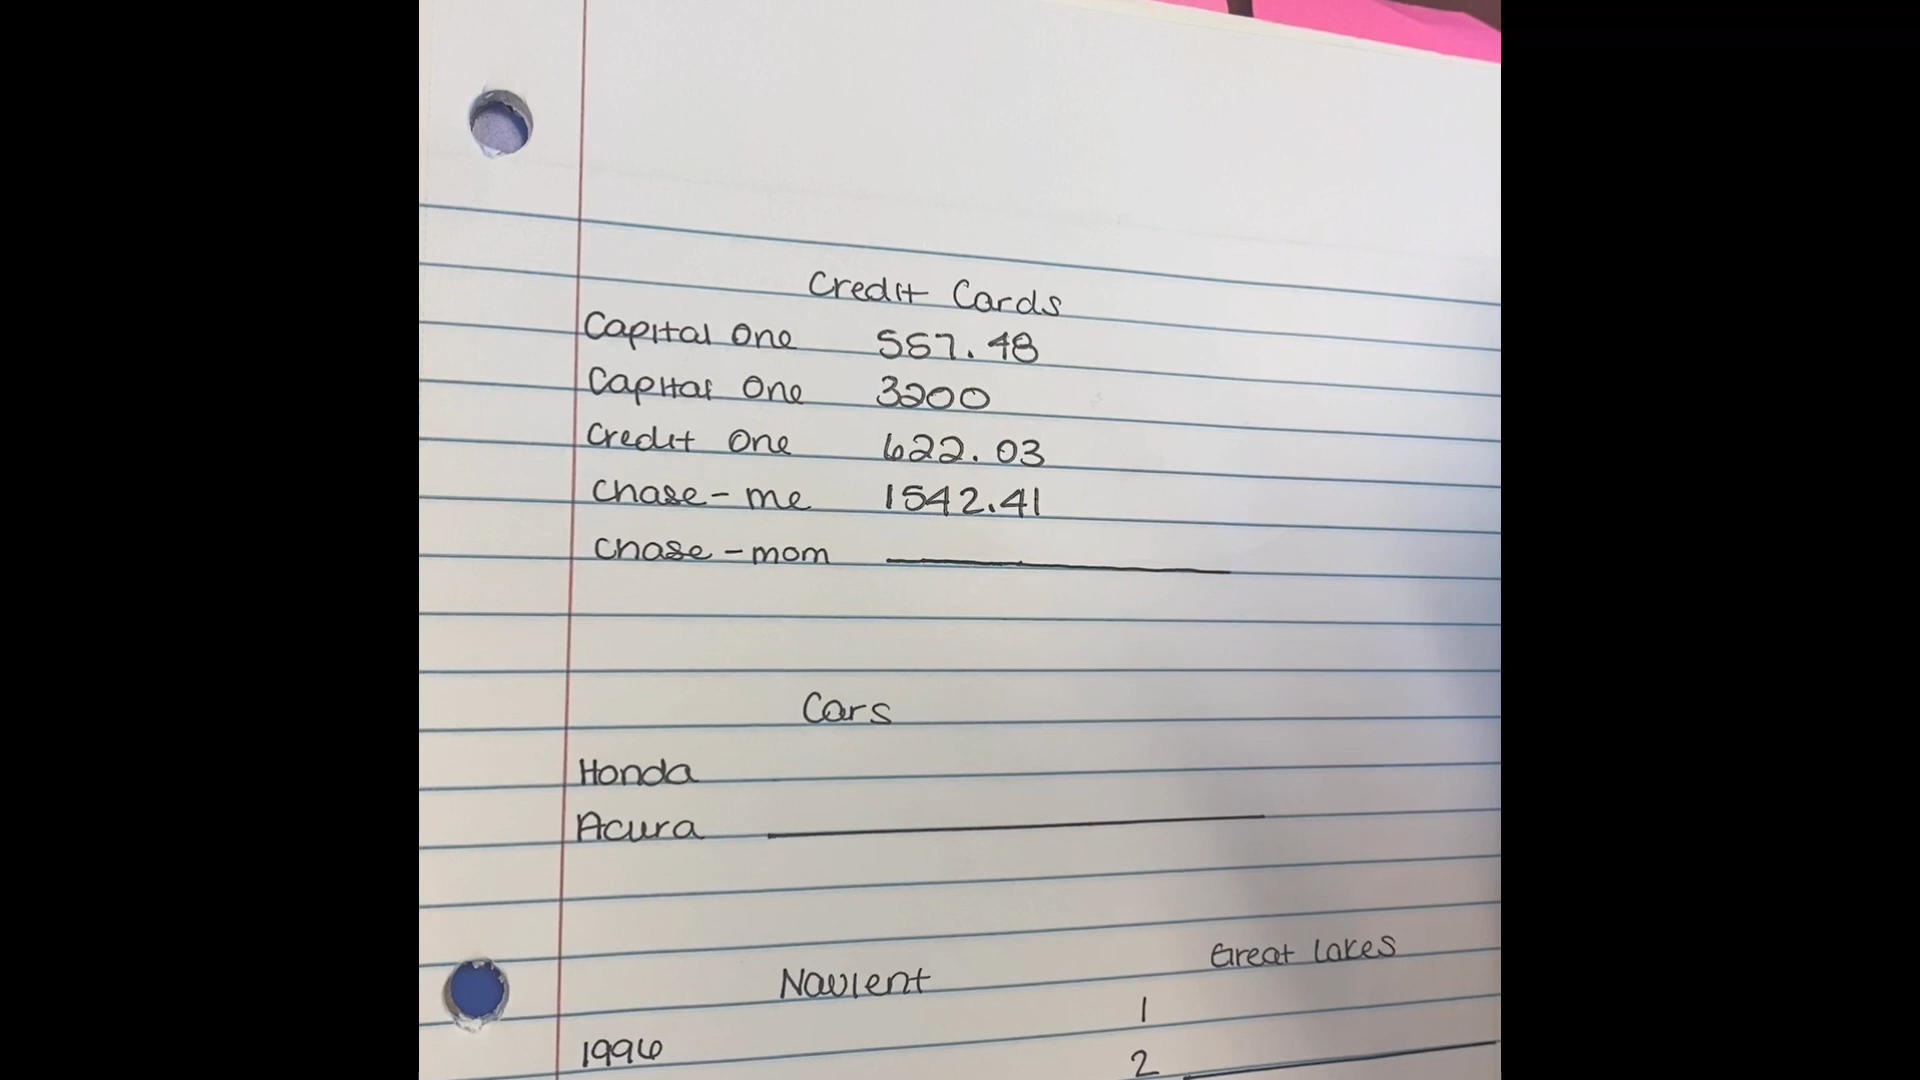 Credit Cards
Capital One 557.48
Capital One 3200
Credit One 622.03
Chase - me 1542.41
Chase - mom
Cars
Honda
Acura
Navient
Great Lakes
1
1996
2